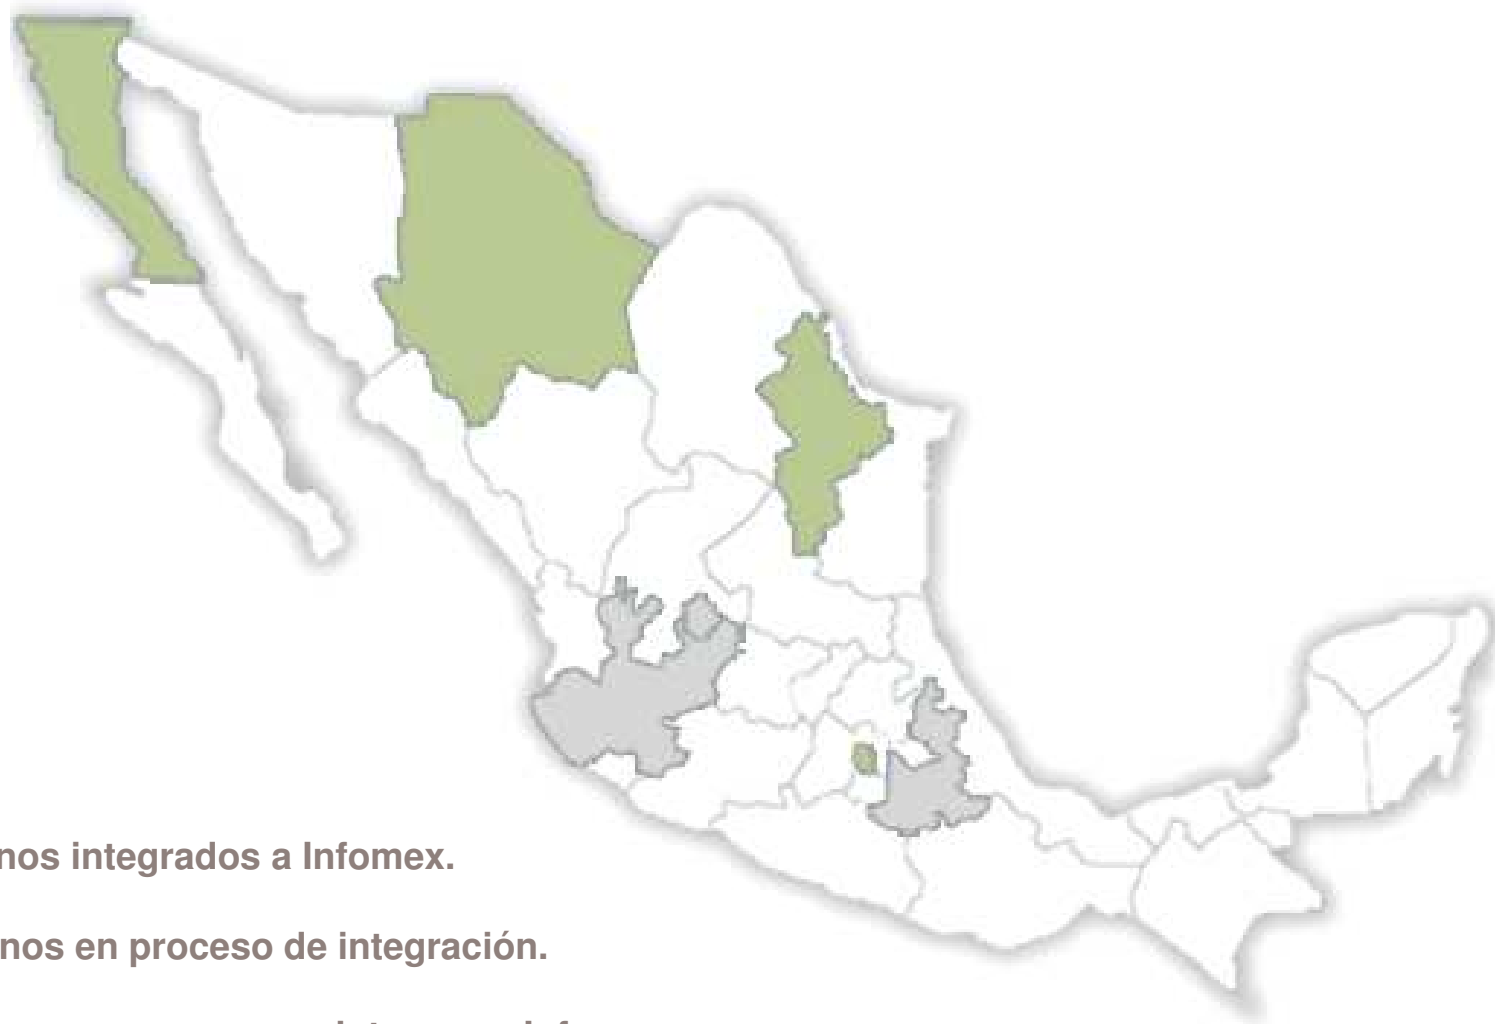 nos integrados a Infomex.
nos en proceso de integración.